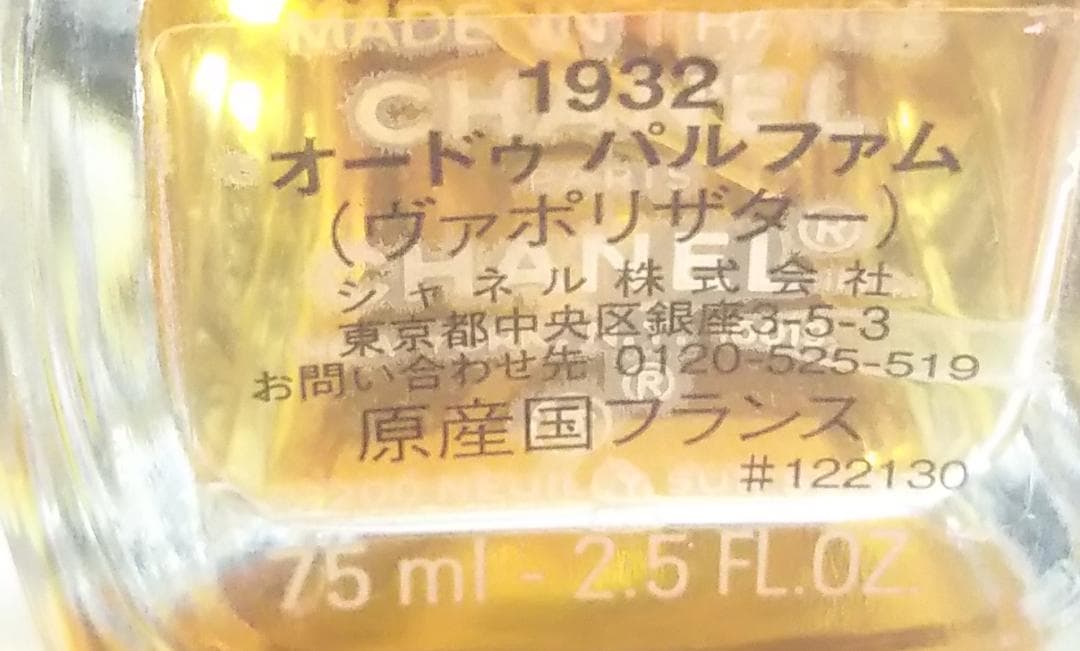 MADE IN FRANCE
1932
CHANEL
オードゥ パルファム
PARIS
(ヴァポリザター)
CHANEL®
シャネル株式会社
東京都中央区銀座3-5-3
お問い合わせ先 0120-525-519
®
原産国フランス
#122130
75 ml - 2.5 FL.OZ.